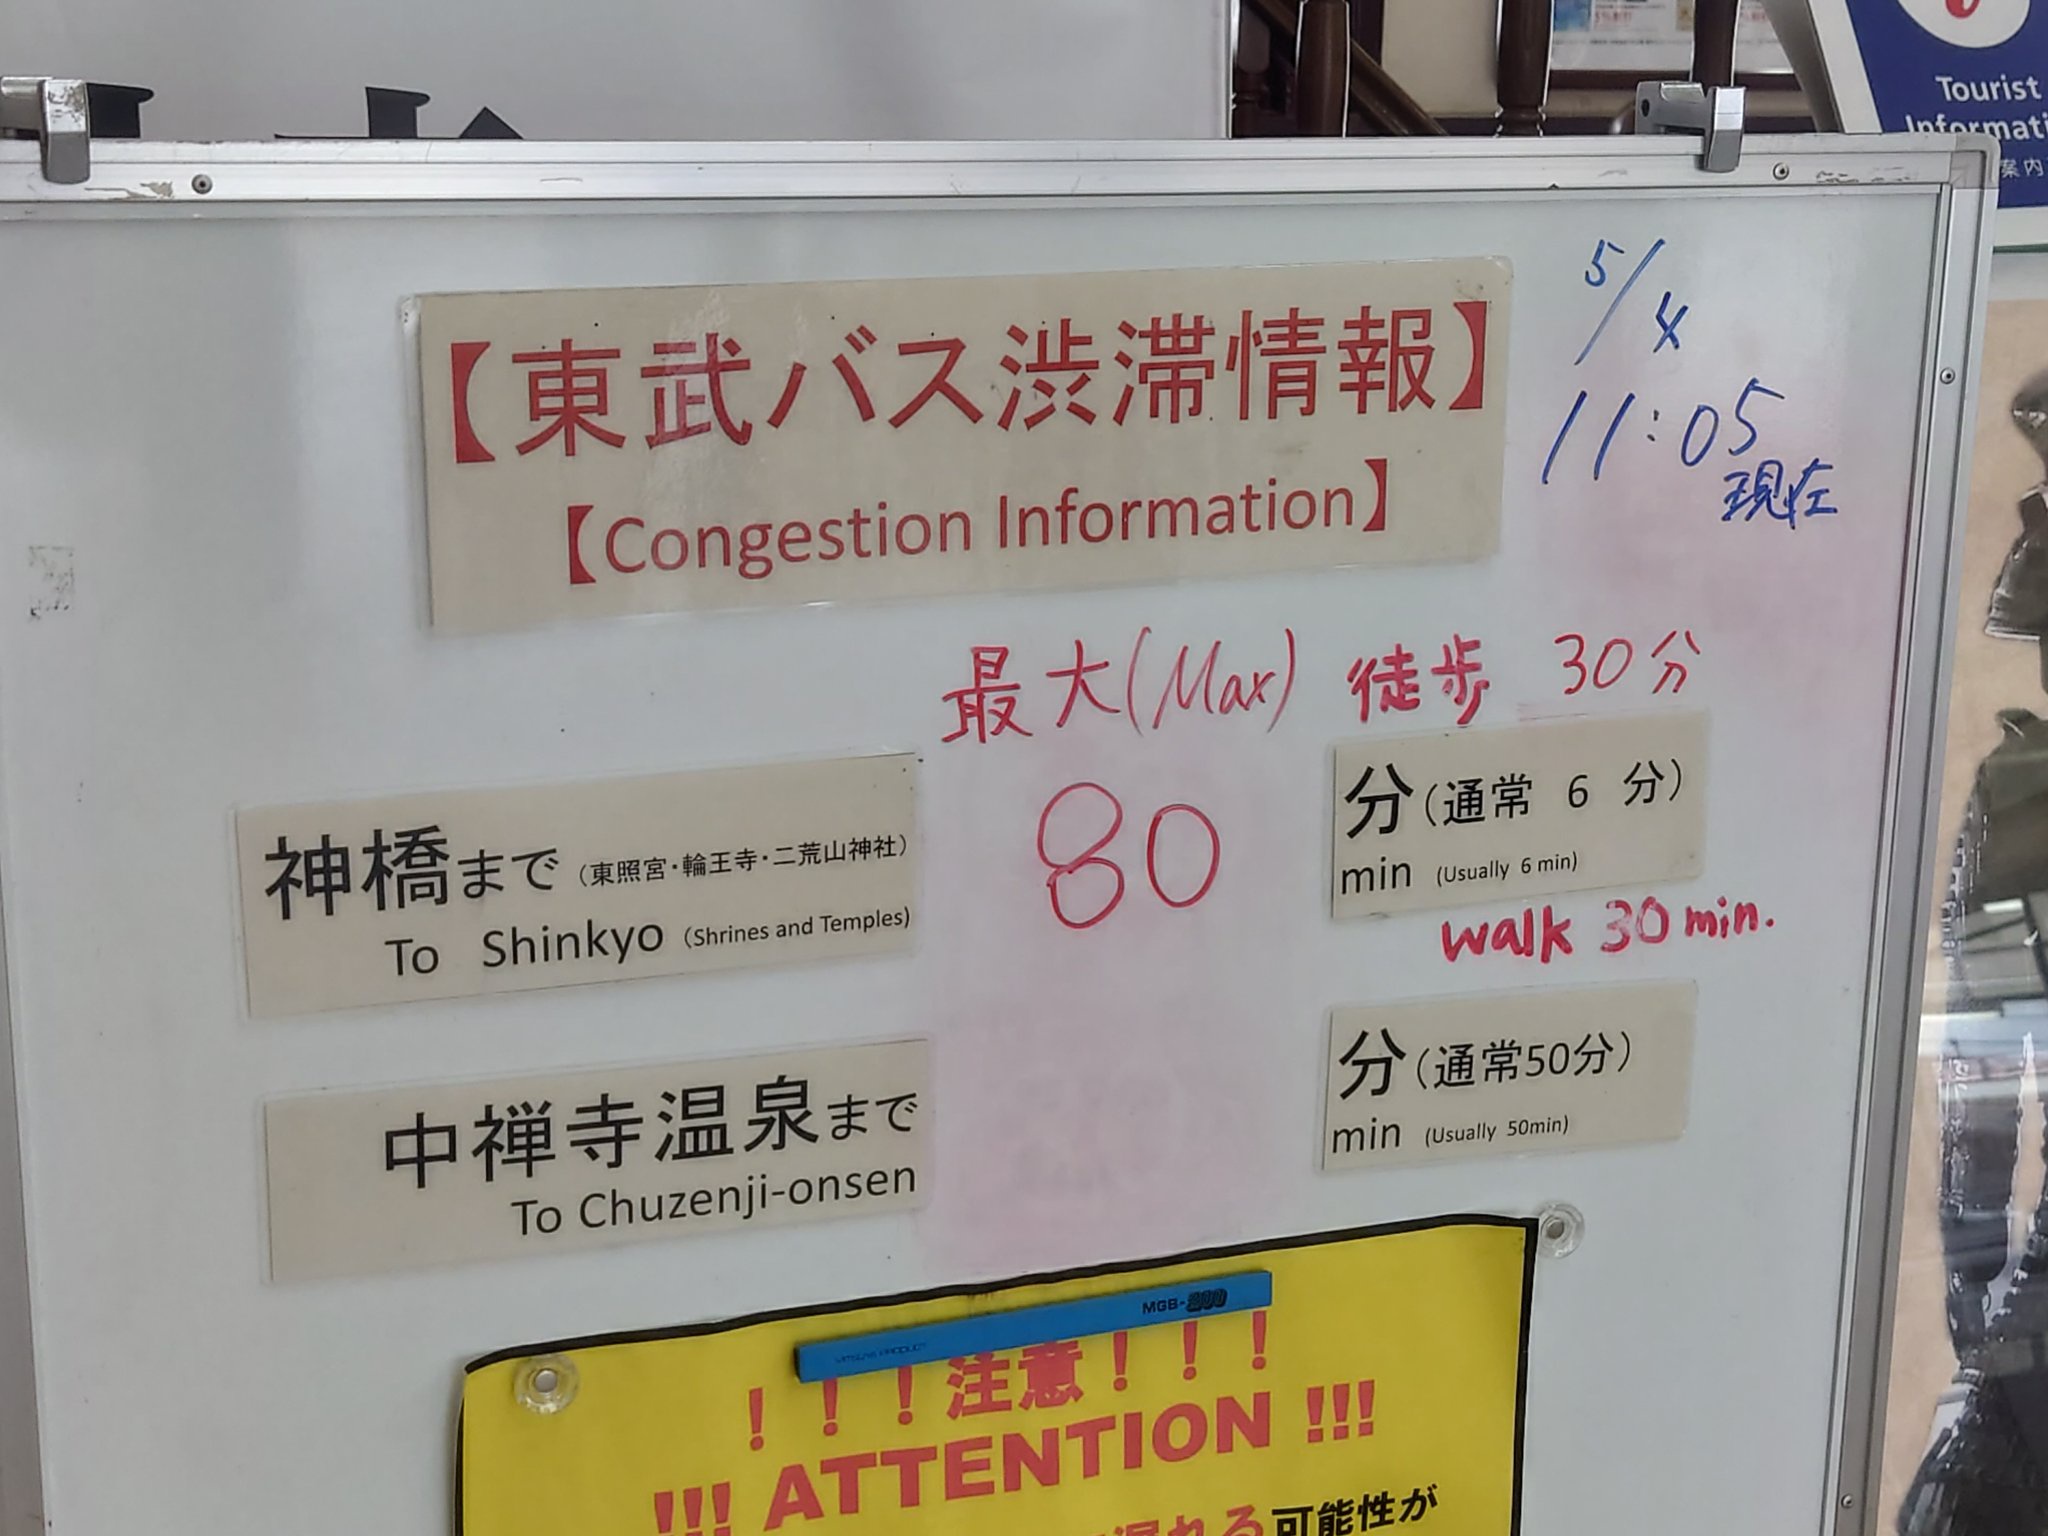 Tourist
案内
5/4
11:05
現在
【東武バス渋滞情報】
【Congestion Information】
最大(Max) 徒歩 30分
神橋まで（東照宮・輪王寺・二荒山神社）
To Shinkyo (Shrines and Temples)
80
分（通常 6 分）
min (Usually 6 min)
walk 30 min.
中禅寺温泉まで
To Chuzenji-onsen
分（通常50分）
min (Usually 50min)
MGB-200
！！！注意！！！
!!! ATTENTION !!!
れる可能性が